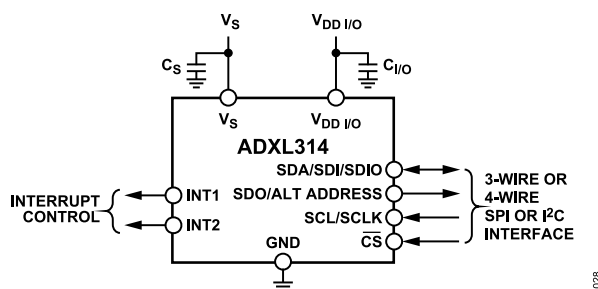 VS
VDD I/O
CS
CI/O
VS
VDD I/O
ADXL314
SDA/SDI/SDIO
SDO/ALT ADDRESS
SCL/SCLK
CS
INT1
INT2
GND
INTERRUPT
CONTROL
3-WIRE OR
4-WIRE
SPI OR I2C
INTERFACE
028